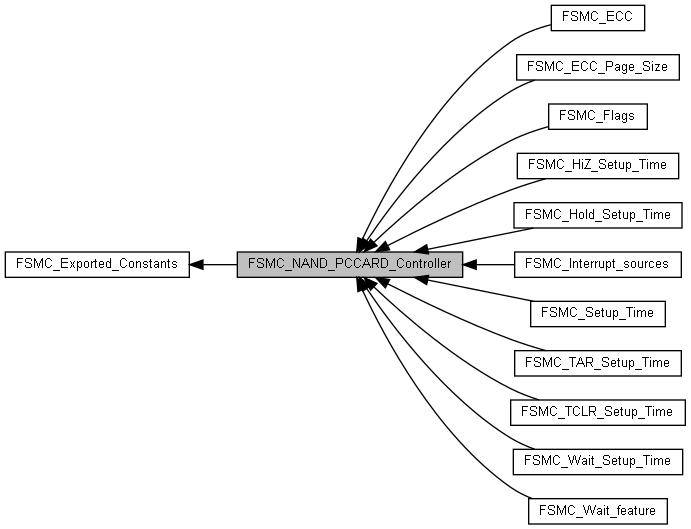 FSMC_ECC
FSMC_ECC_Page_Size
FSMC_Flags
FSMC_HiZ_Setup_Time
FSMC_Hold_Setup_Time
FSMC_Exported_Constants
FSMC_NAND_PCCARD_Controller
FSMC_Interrupt_sources
FSMC_Setup_Time
FSMC_TAR_Setup_Time
FSMC_TCLR_Setup_Time
FSMC_Wait_Setup_Time
FSMC_Wait_feature